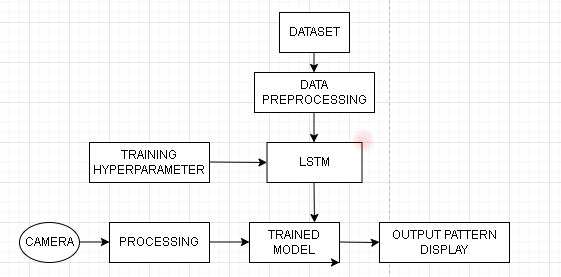 DATASET
DATA
PREPROCESSING
TRAINING
HYPERPARAMETER
LSTM
CAMERA
PROCESSING
TRAINED
MODEL
OUTPUT PATTERN
DISPLAY